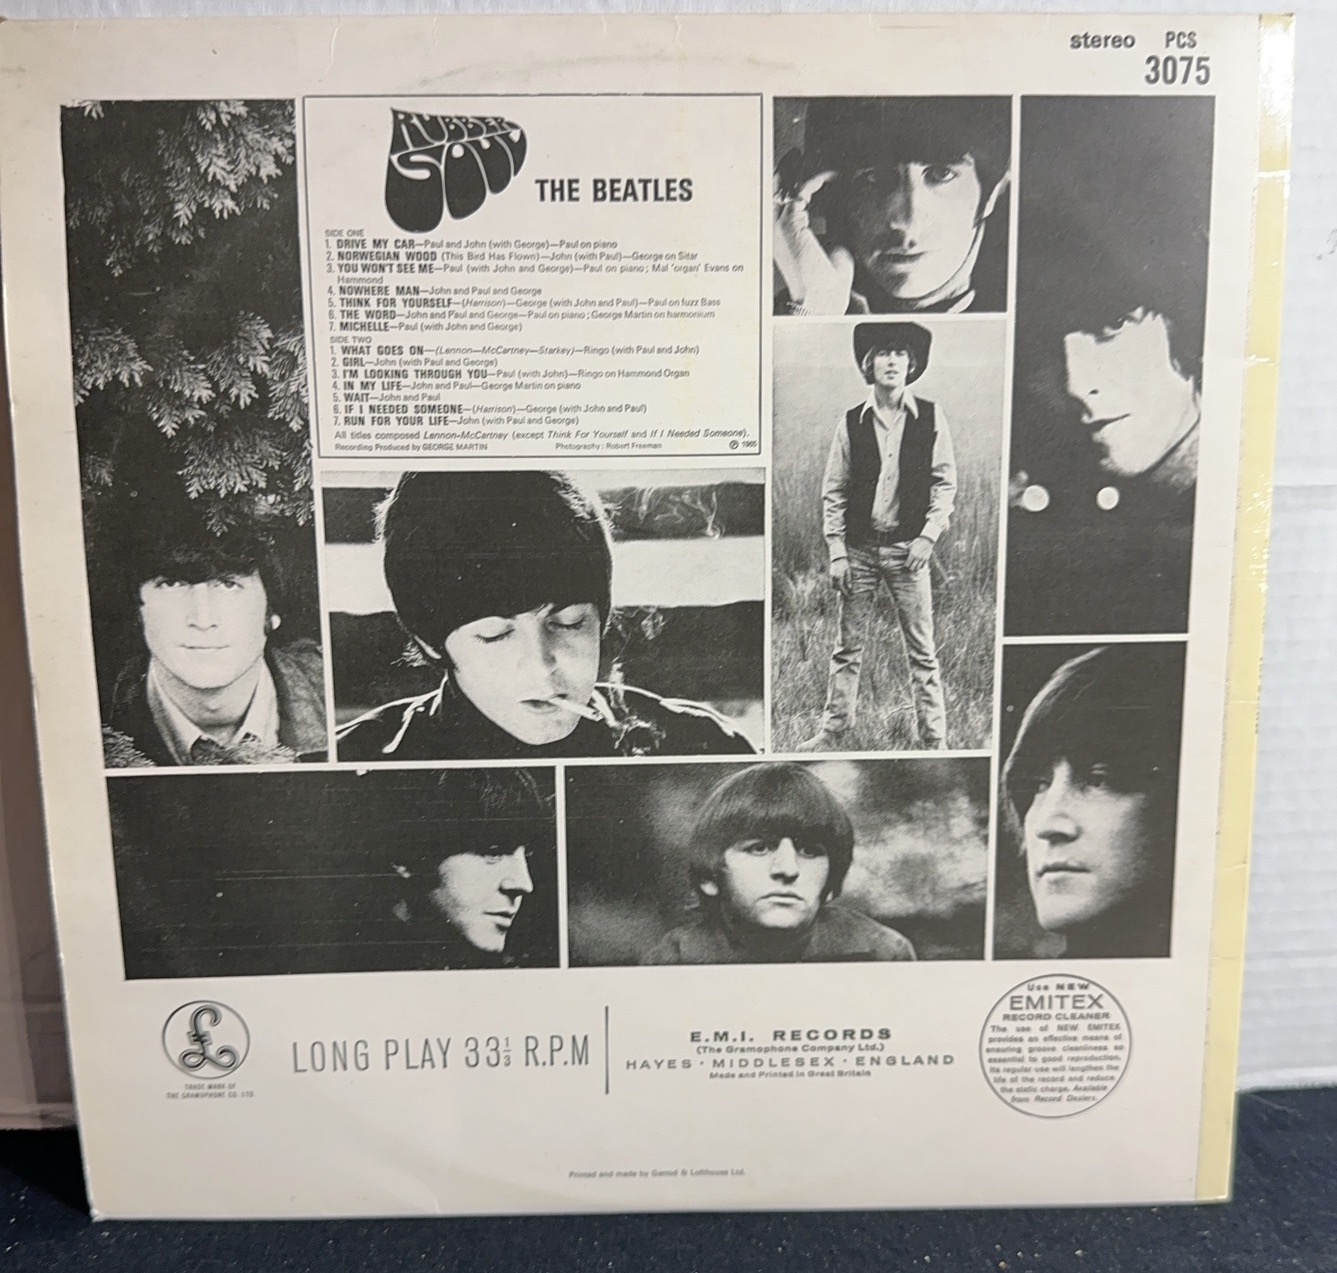 stereo PCS
3075
RUBBER
SOUL
THE BEATLES
SIDE ONE
1. DRIVE MY CAR—Paul and John (with George)—Paul on piano
2. NORWEGIAN WOOD (This Bird Has Flown)—John (with Paul)—George on Sitar
3. YOU WON'T SEE ME—Paul (with John and George)—Paul on piano; Mal 'organ' Evans on
Hammond
4. NOWHERE MAN—John and Paul and George
5. THINK FOR YOURSELF—(Harrison)—George (with John and Paul)—Paul on fuzz Bass
6. THE WORD—John and Paul and George—Paul on piano; George Martin on harmonium
7. MICHELLE—Paul (with John and George)
SIDE TWO
1. WHAT GOES ON—(Lennon—McCartney—Starkey)—Ringo (with Paul and John)
2. GIRL—John (with Paul and George)
3. I'M LOOKING THROUGH YOU—Paul (with John)—Ringo on Hammond Organ
4. IN MY LIFE—John and Paul—George Martin on piano
5. WAIT—John and Paul
6. IF I NEEDED SOMEONE—(Harrison)—George (with John and Paul)
7. RUN FOR YOUR LIFE—John (with Paul and George)
All titles composed Lennon-McCartney (except Think For Yourself and If I Needed Someone).
Recording Produced by GEORGE MARTIN Photography: Robert Freeman ℗ 1965
£
TRADE MARK OF
THE GRAMOPHONE CO. LTD.
LONG PLAY 33⅓ R.P.M
E.M.I. RECORDS
(The Gramophone Company Ltd.)
HAYES · MIDDLESEX · ENGLAND
Made and Printed in Great Britain
Use NEW
EMITEX
RECORD CLEANER
The use of NEW EMITEX
provides an effective means of
ensuring groove cleanliness so
essential to good reproduction.
Its regular use will lengthen the
life of the record and reduce
the static charge. Available
from Record Dealers.
Printed and made by Garrod & Lofthouse Ltd.